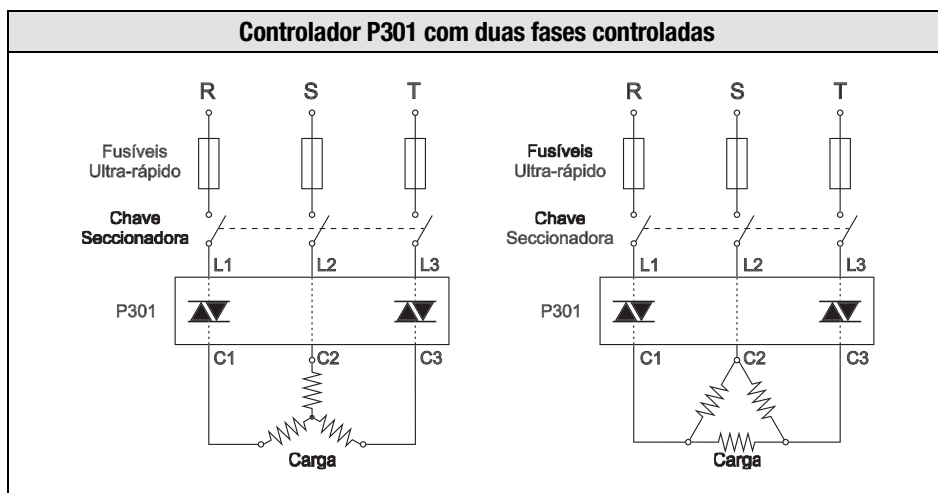 Controlador P301 com duas fases controladas
R S T
Fusíveis
Ultra-rápido
Chave
Seccionadora
L1 L2 L3
P301
C1 C2 C3
Carga
R S T
Fusíveis
Ultra-rápido
Chave
Seccionadora
L1 L2 L3
P301
C1 C2 C3
Carga